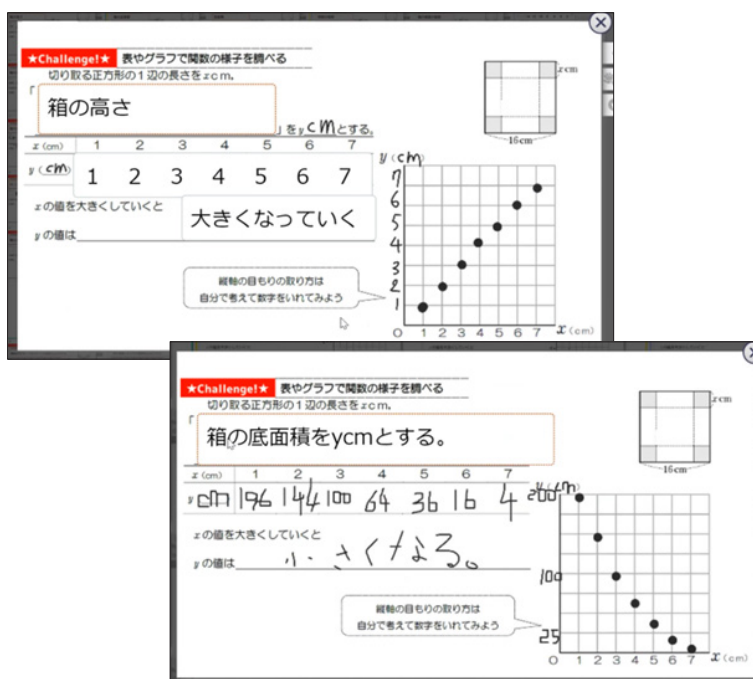 ★Challenge!★ 表やグラフで関数の様子を調べる
切り取る正方形の1辺の長さをxcm,
「
箱の高さ
」をycmとする。
xcm
16cm
x(cm) 1 2 3 4 5 6 7
y(cm) 1 2 3 4 5 6 7
xの値を大きくしていくと
yの値は 大きくなっていく
縦軸の目もりの取り方は
自分で考えて数字をいれてみよう
y(cm)
7
6
5
4
3
2
1
O 1 2 3 4 5 6 7 x(cm)
★Challenge!★ 表やグラフで関数の様子を調べる
切り取る正方形の1辺の長さをxcm,
「
箱の底面積をycmとする。
xcm
16cm
x(cm) 1 2 3 4 5 6 7
y cm 196 144 100 64 36 16 4
xの値を大きくしていくと
yの値は 小さくなる。
縦軸の目もりの取り方は
自分で考えて数字をいれてみよう
y(cm)
200
100
25
O 1 2 3 4 5 6 7 x(cm)